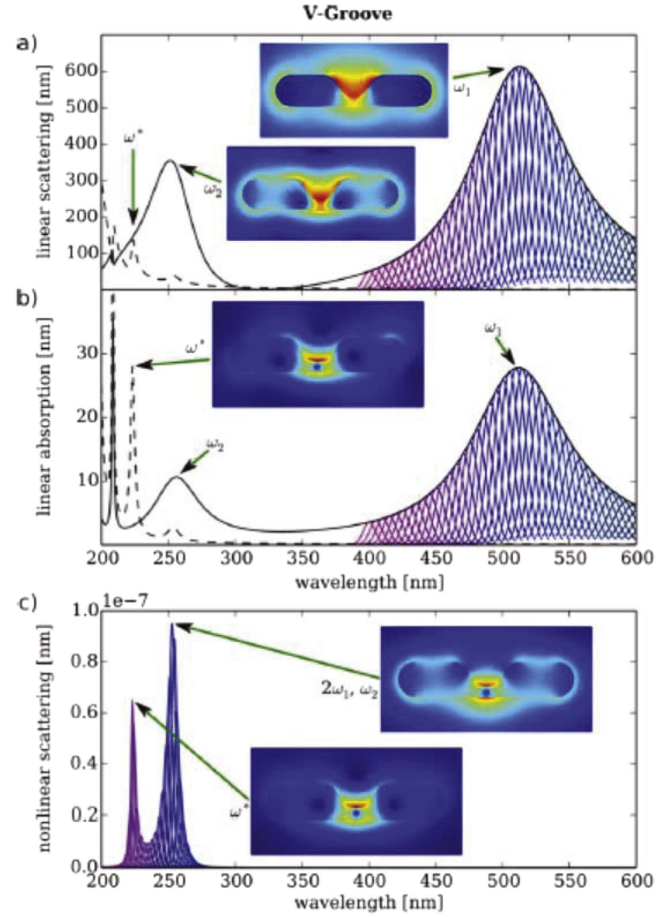 V-Groove
a)
linear scattering [nm]
600
500
400
300
200
100
ω*
ω₂
ω₁
b)
linear absorption [nm]
30
20
10
ω*
ω₂
ω₁
200 250 300 350 400 450 500 550 600
wavelength [nm]
c)
1e-7
nonlinear scattering [nm]
1.0
0.8
0.6
0.4
0.2
0.0
2ω₁, ω₂
ω*
200 250 300 350 400 450 500 550 600
wavelength [nm]